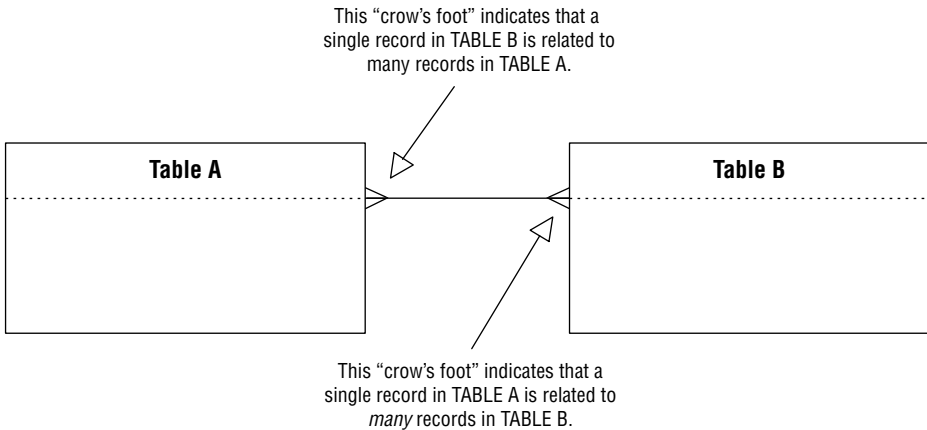 This “crow’s foot” indicates that a
single record in TABLE B is related to
many records in TABLE A.
Table A
Table B
This “crow’s foot” indicates that a
single record in TABLE A is related to
many records in TABLE B.